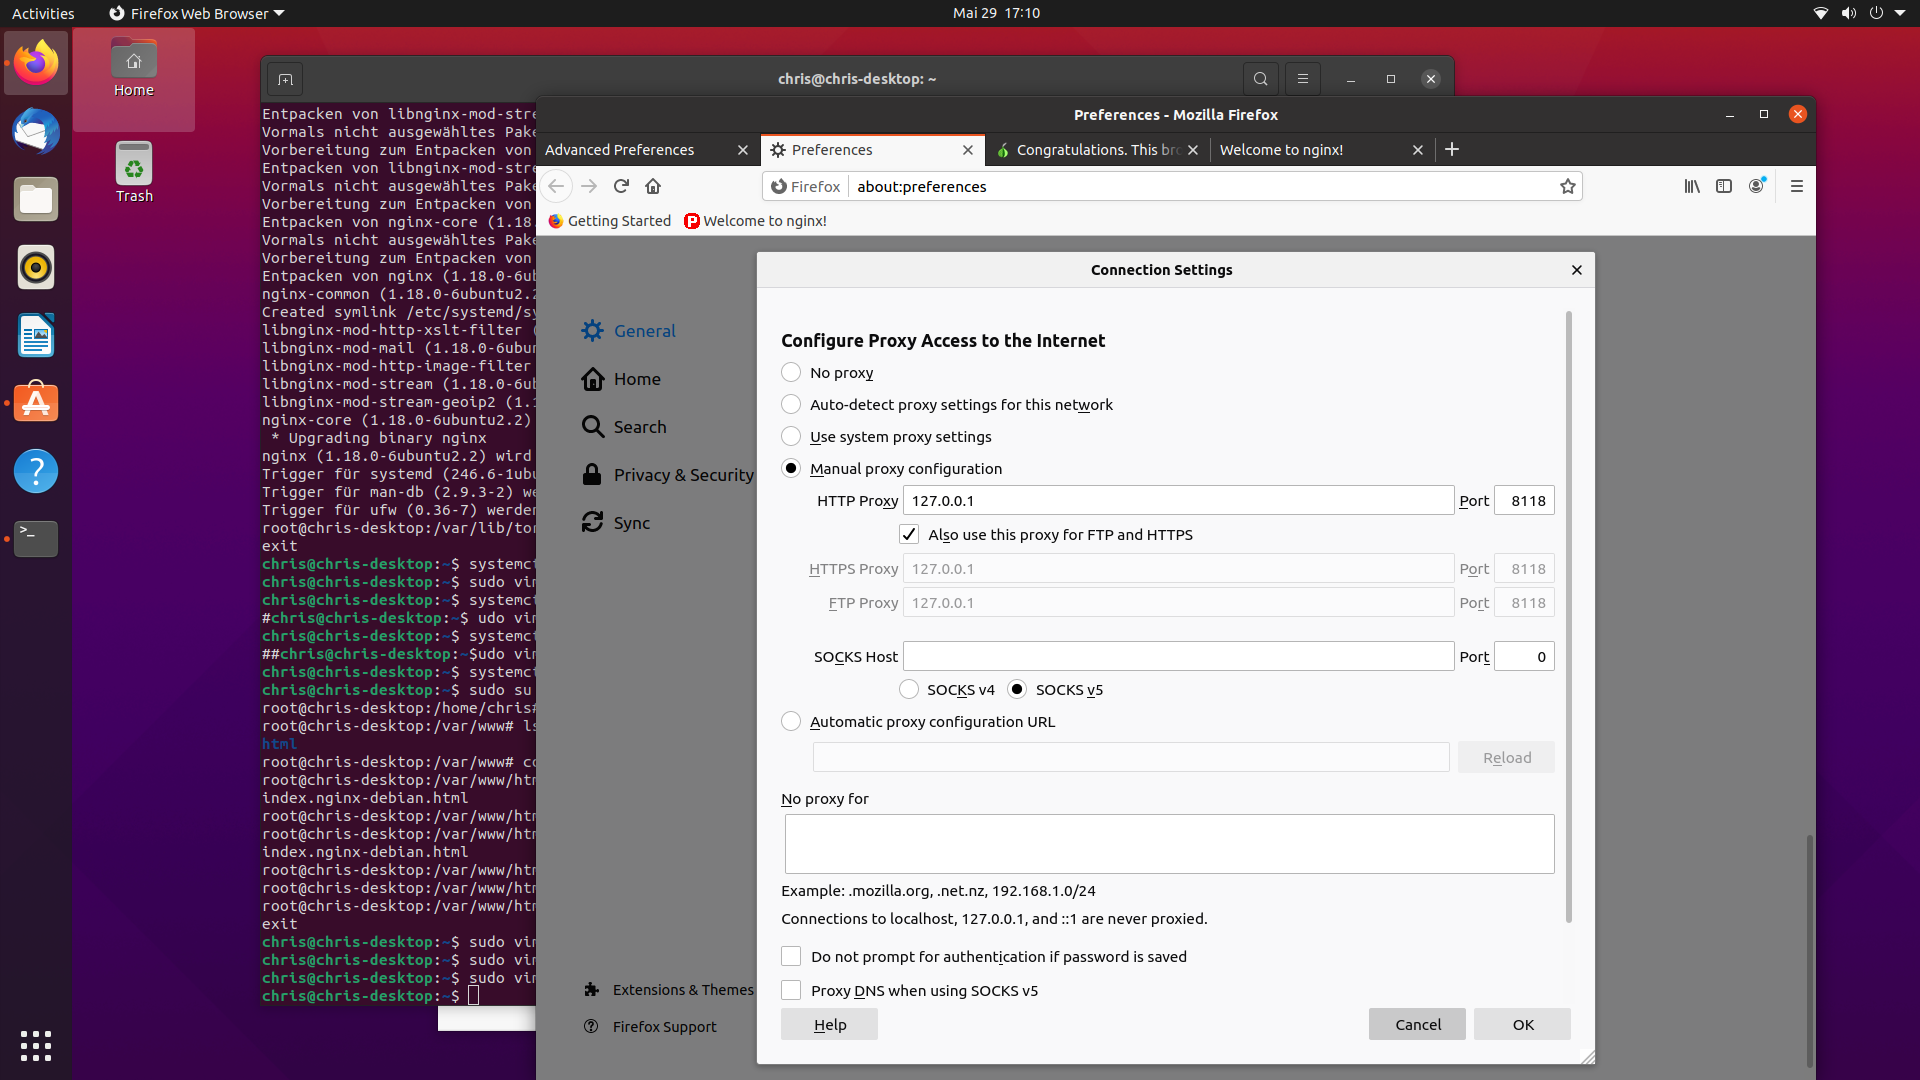 Activities
Firefox Web Browser
Mai 29 17:10
Home
Trash
chris@chris-desktop: ~
Entpacken von libnginx-mod-stre
Vormals nicht ausgewähltes Pake
Vorbereitung zum Entpacken von
Entpacken von libnginx-mod-stre
Vormals nicht ausgewähltes Pake
Vorbereitung zum Entpacken von
Entpacken von nginx-core (1.18.
Vormals nicht ausgewähltes Pake
Vorbereitung zum Entpacken von
Entpacken von nginx (1.18.0-6ub
nginx-common (1.18.0-6ubuntu2.2
Created symlink /etc/systemd/sy
libnginx-mod-http-xslt-filter (
libnginx-mod-mail (1.18.0-6ubun
libnginx-mod-http-image-filter
libnginx-mod-stream (1.18.0-6ub
libnginx-mod-stream-geoip2 (1.1
nginx-core (1.18.0-6ubuntu2.2)
* Upgrading binary nginx
nginx (1.18.0-6ubuntu2.2) wird
Trigger für systemd (246.6-1ubu
Trigger für man-db (2.9.3-2) we
Trigger für ufw (0.36-7) werden
root@chris-desktop:/var/lib/tor
exit
chris@chris-desktop:~$ systemct
chris@chris-desktop:~$ sudo vim
chris@chris-desktop:~$ systemct
#chris@chris-desktop:~$ udo vim
chris@chris-desktop:~$ systemct
##chris@chris-desktop:~$udo vim
chris@chris-desktop:~$ systemct
chris@chris-desktop:~$ sudo su
root@chris-desktop:/home/chris#
root@chris-desktop:/var/www# ls
html
root@chris-desktop:/var/www# cd
root@chris-desktop:/var/www/htm
index.nginx-debian.html
root@chris-desktop:/var/www/htm
root@chris-desktop:/var/www/htm
index.nginx-debian.html
root@chris-desktop:/var/www/htm
root@chris-desktop:/var/www/htm
root@chris-desktop:/var/www/htm
exit
chris@chris-desktop:~$ sudo vim
chris@chris-desktop:~$ sudo vim
chris@chris-desktop:~$ sudo vim
chris@chris-desktop:~$
Preferences - Mozilla Firefox
Advanced Preferences
Preferences
Congratulations. This bro
Welcome to nginx!
Firefox
about:preferences
Getting Started
Welcome to nginx!
General
Home
Search
Privacy & Security
Sync
Extensions & Themes
Firefox Support
Connection Settings
Configure Proxy Access to the Internet
No proxy
Auto-detect proxy settings for this network
Use system proxy settings
Manual proxy configuration
HTTP Proxy 127.0.0.1 Port 8118
Also use this proxy for FTP and HTTPS
HTTPS Proxy 127.0.0.1 Port 8118
FTP Proxy 127.0.0.1 Port 8118
SOCKS Host Port 0
SOCKS v4 SOCKS v5
Automatic proxy configuration URL
Reload
No proxy for
Example: .mozilla.org, .net.nz, 192.168.1.0/24
Connections to localhost, 127.0.0.1, and ::1 are never proxied.
Do not prompt for authentication if password is saved
Proxy DNS when using SOCKS v5
Help
Cancel
OK